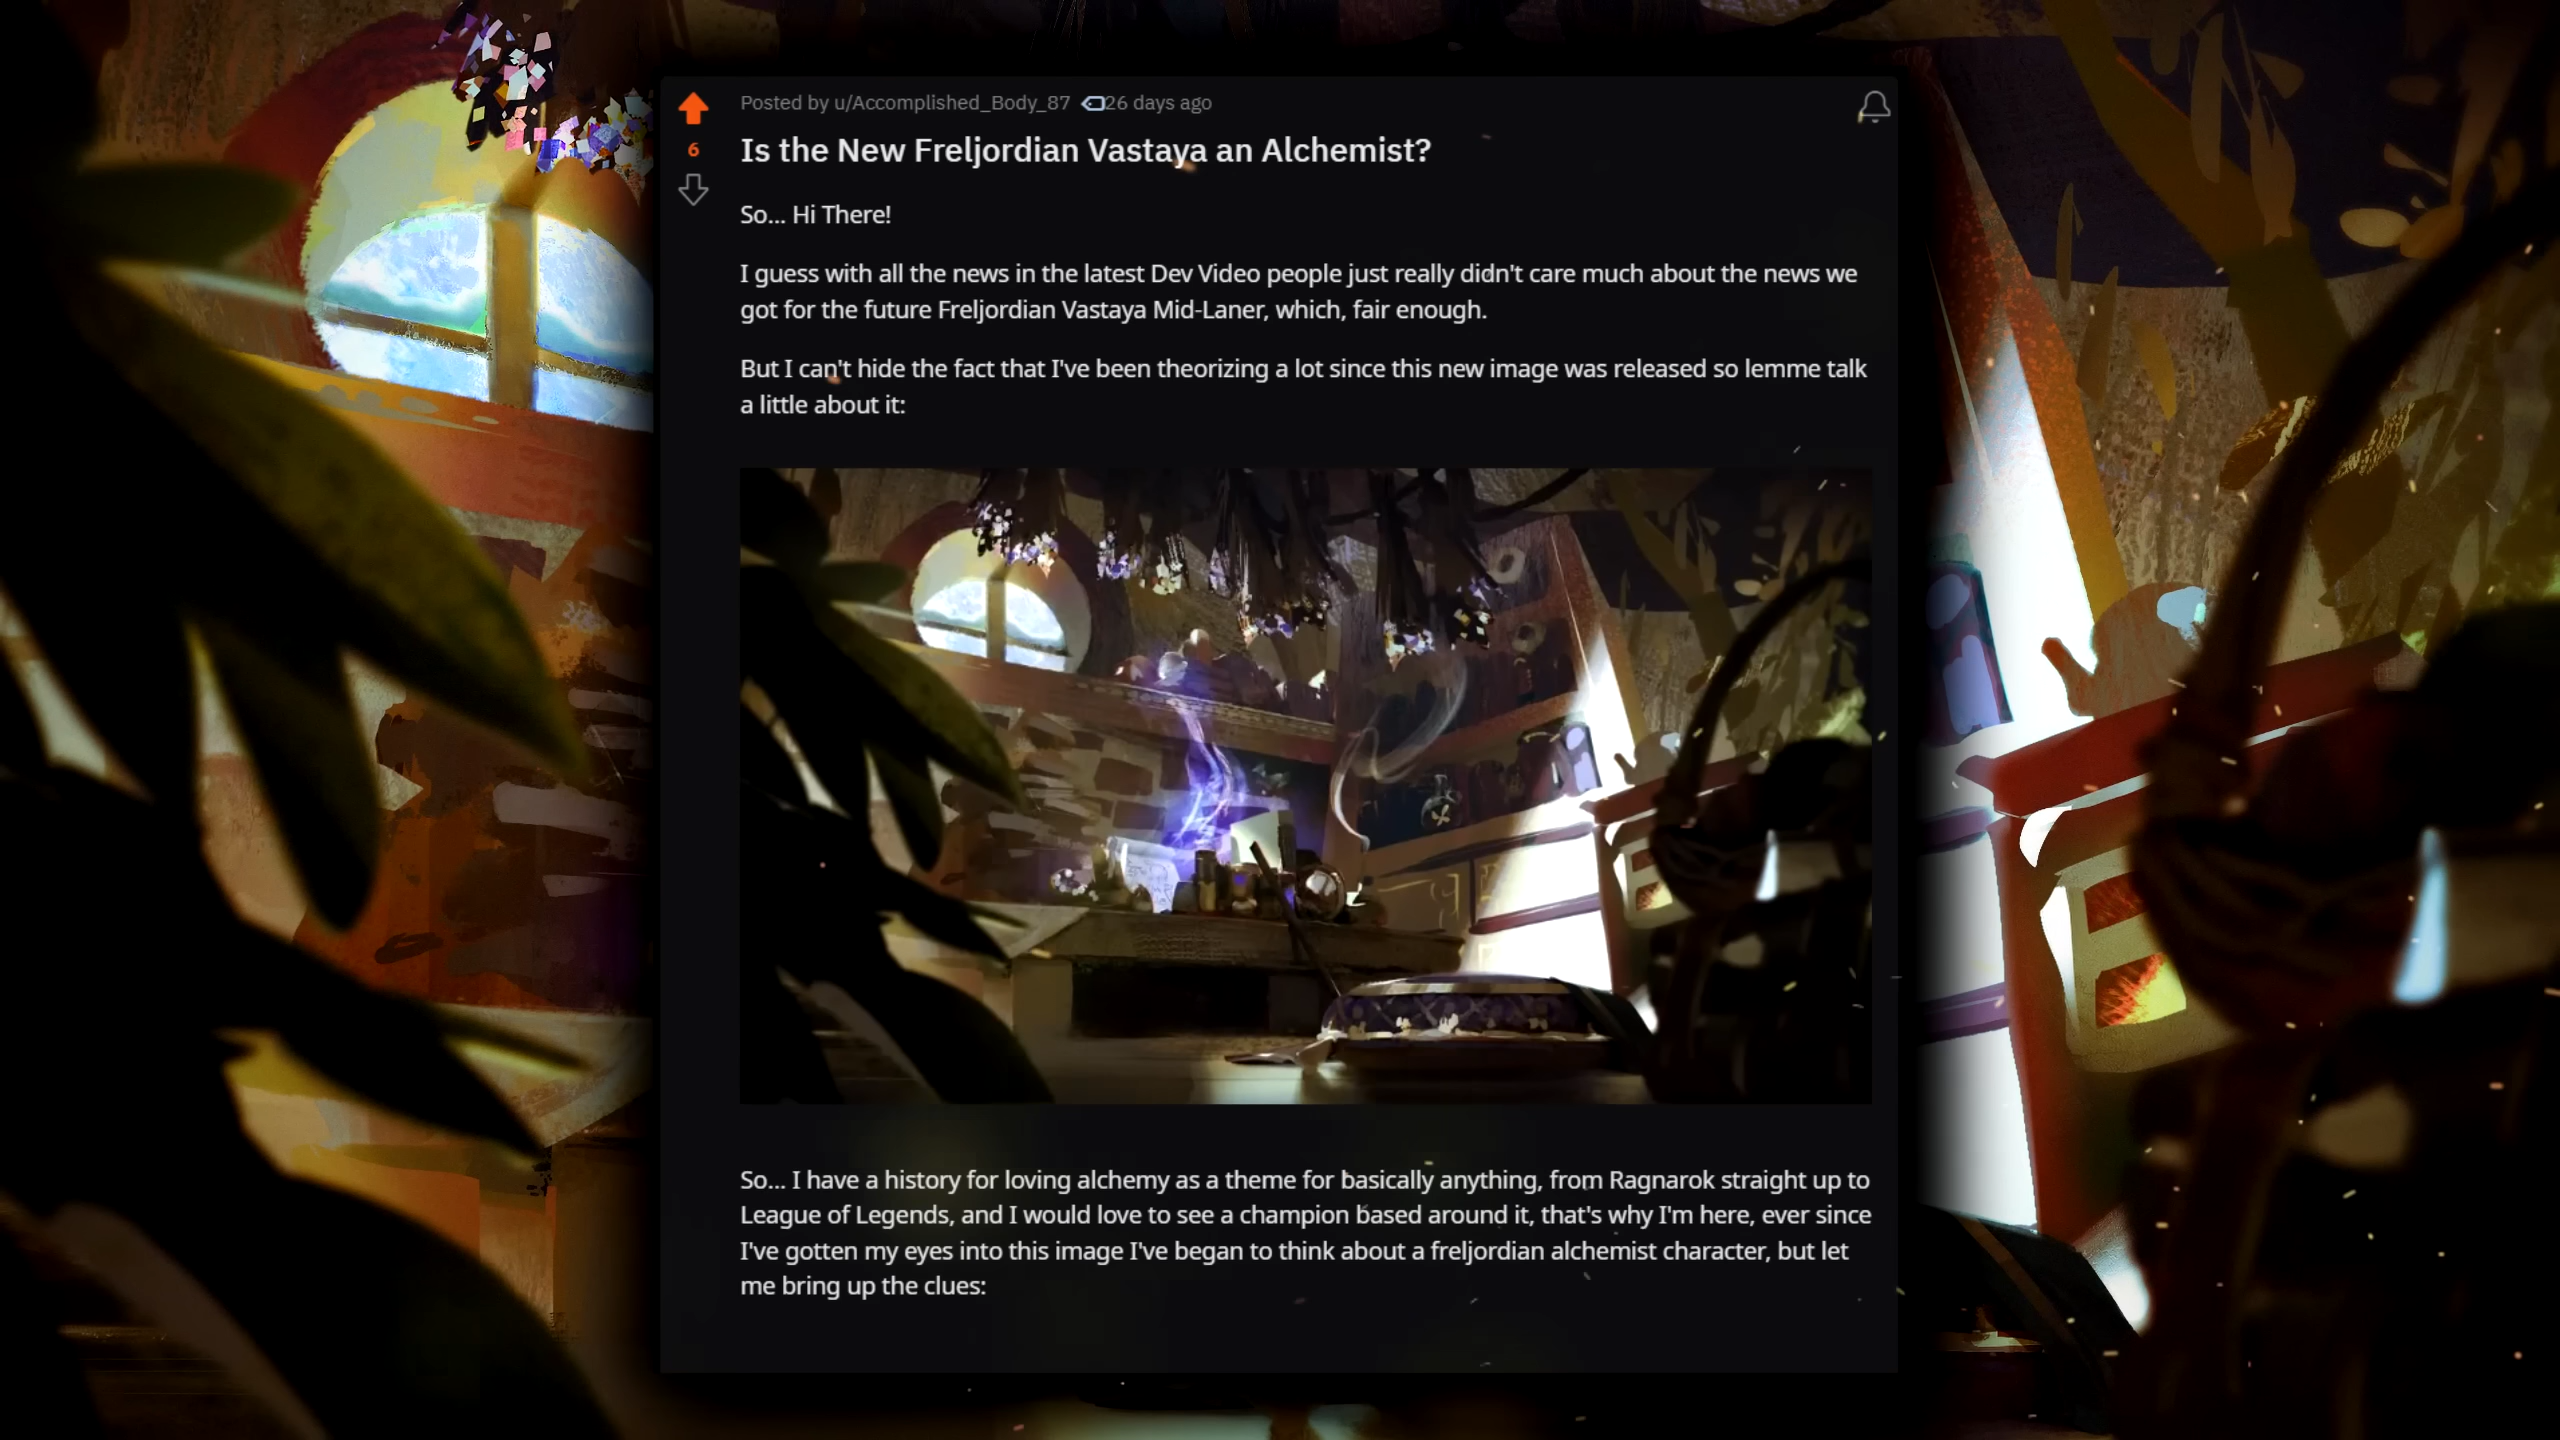 Posted by u/Accomplished_Body_87 26 days ago
6
Is the New Freljordian Vastaya an Alchemist?
So... Hi There!
I guess with all the news in the latest Dev Video people just really didn't care much about the news we
got for the future Freljordian Vastaya Mid-Laner, which, fair enough.
But I can't hide the fact that I've been theorizing a lot since this new image was released so lemme talk
a little about it:
So... I have a history for loving alchemy as a theme for basically anything, from Ragnarok straight up to
League of Legends, and I would love to see a champion based around it, that's why I'm here, ever since
I've gotten my eyes into this image I've began to think about a freljordian alchemist character, but let
me bring up the clues: